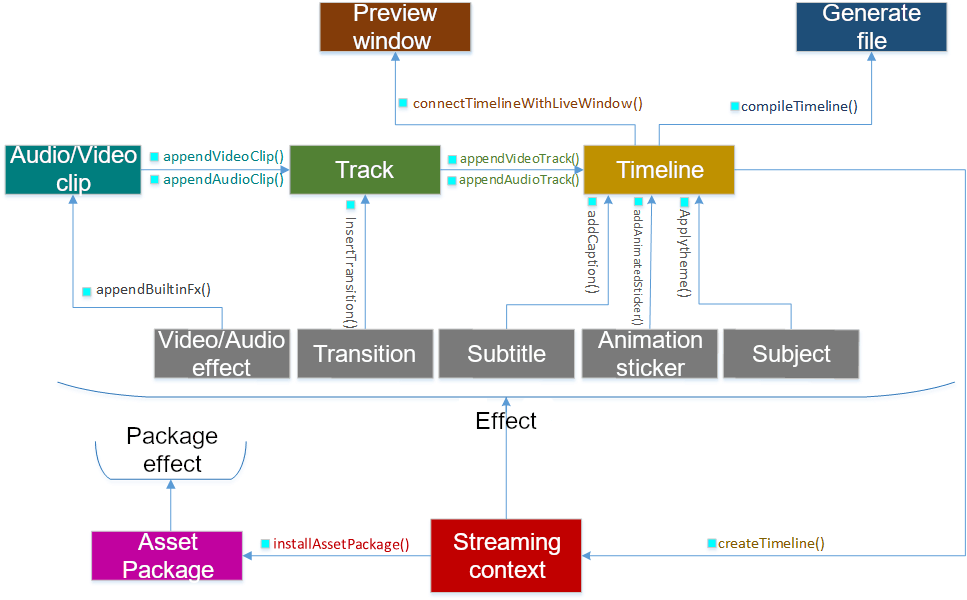 Preview
window
Generate
file
connectTimelineWithLiveWindow()
compileTimeline()
Audio/Video
clip
appendVideoClip()
appendAudioClip()
Track
appendVideoTrack()
appendAudioTrack()
Timeline
InsertTransition()
addCaption()
addAnimatedSticker()
Applytheme()
appendBuiltinFx()
Video/Audio
effect
Transition
Subtitle
Animation
sticker
Subject
Effect
Package
effect
Asset
Package
installAssetPackage()
Streaming
context
createTimeline()